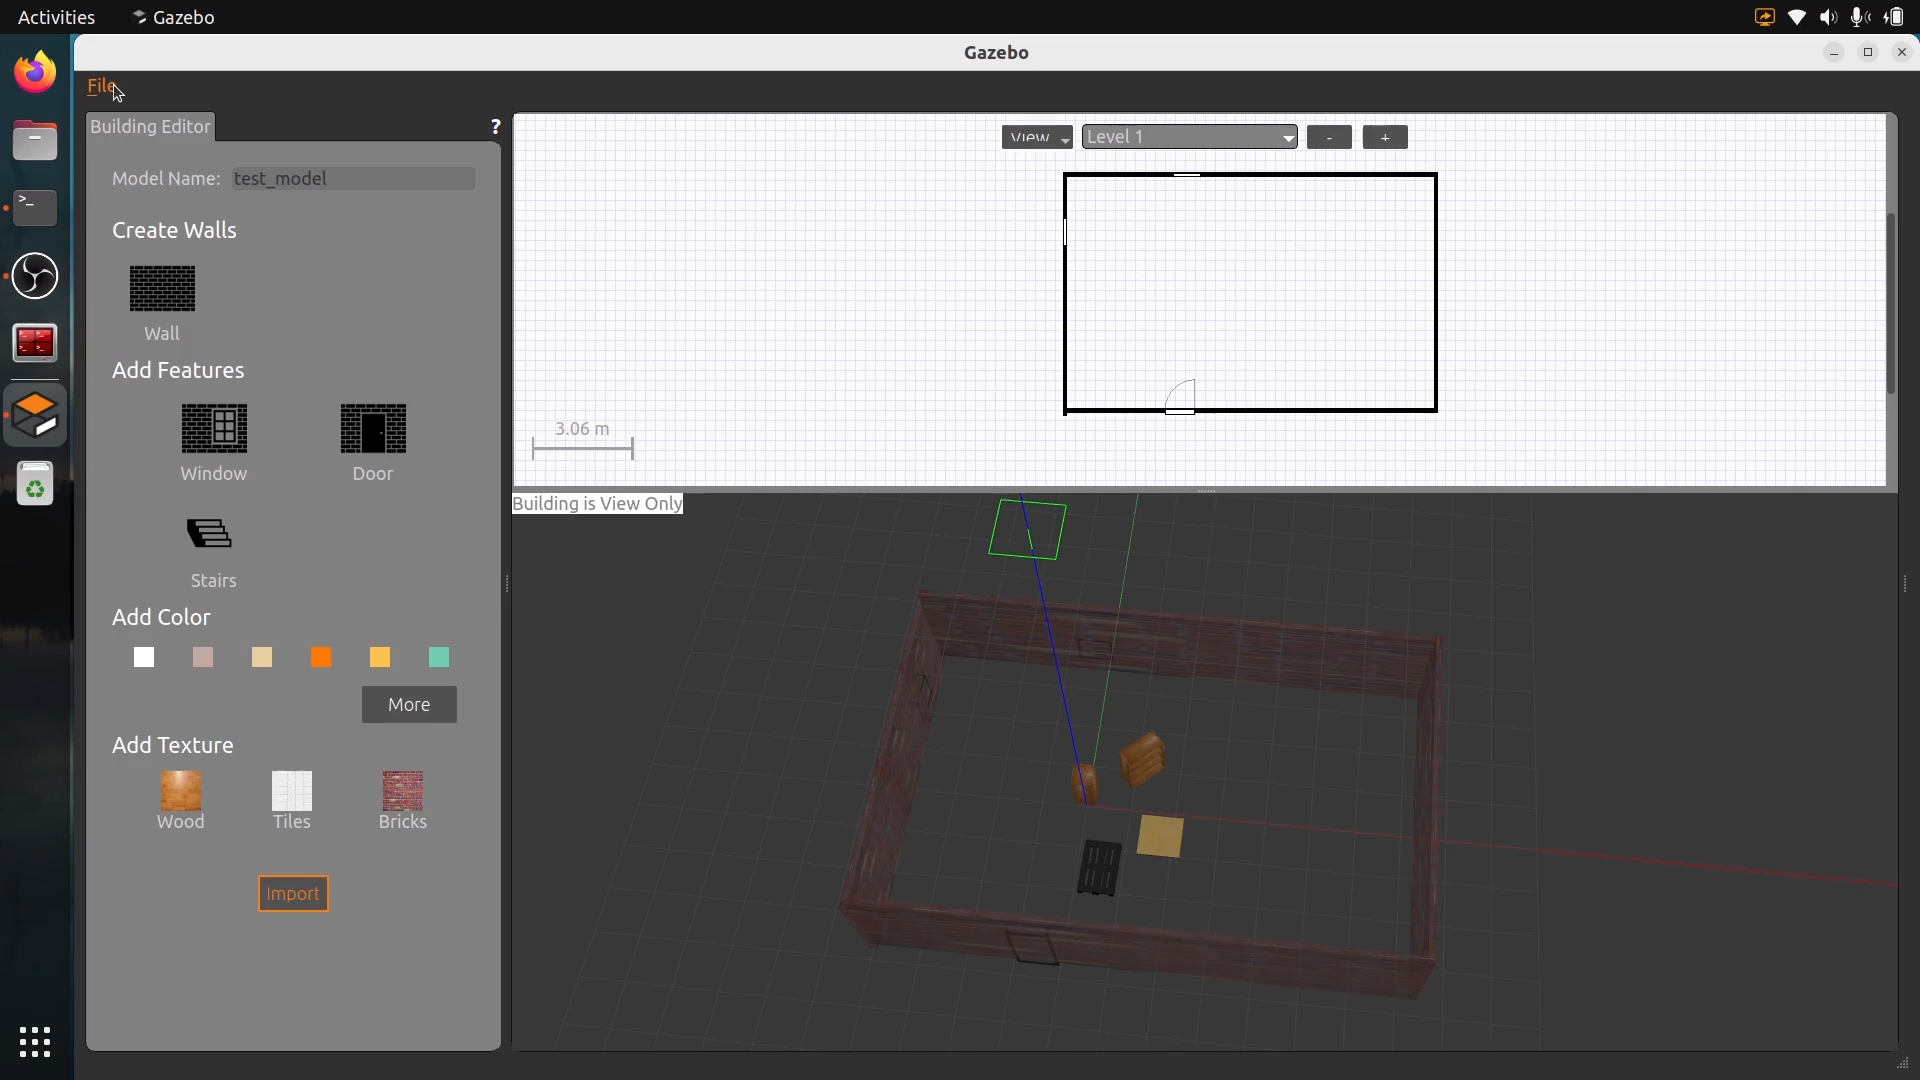 Activities
Gazebo
Gazebo
File
Building Editor
?
Model Name:
test_model
Create Walls
Wall
Add Features
Window
Door
Stairs
Add Color
More
Add Texture
Wood
Tiles
Bricks
Import
View
Level 1
-
+
3.06 m
Building is View Only